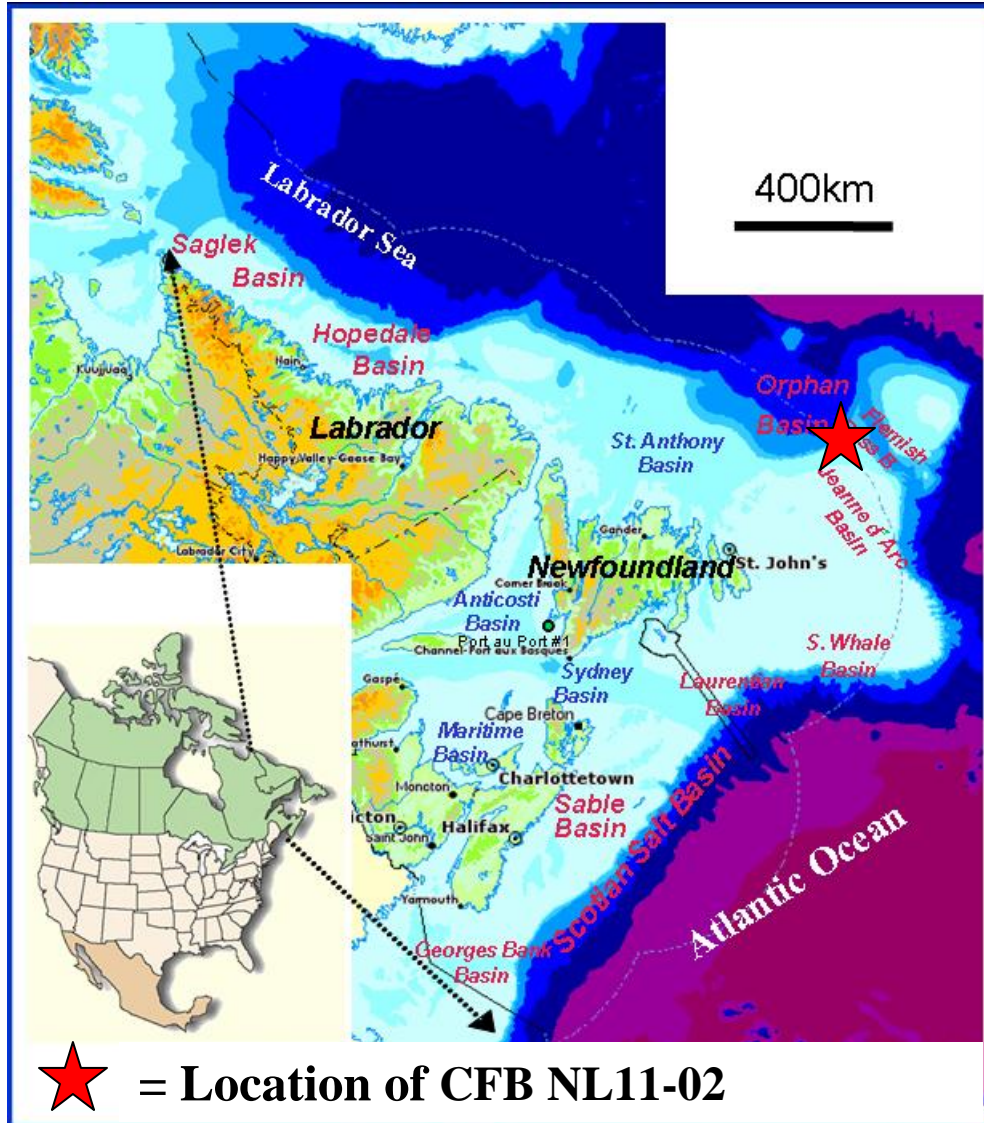 400km
Labrador Sea
Saglek
Basin
Hopedale
Basin
Kuujjuaq
Nain
Labrador
Happy Valley-Goose Bay
Labrador City
Orphan
Basin
Flemish
ss B.
Jeanne d'Arc
Basin
St. Anthony
Basin
Gander
Newfoundland
St. John's
Corner Brook
Anticosti
Basin
Port au Port #1
Channel-Port aux Basques
S. Whale
Basin
Sydney
Basin
Laurentian
Basin
Gaspé
Cape Breton
Maritime
Basin
athurst
Charlottetown
Moncton
Sable
Basin
icton
Halifax
Saint John
Yarmouth
Scotian Salt Basin
Atlantic Ocean
Georges Bank
Basin
= Location of CFB NL11-02